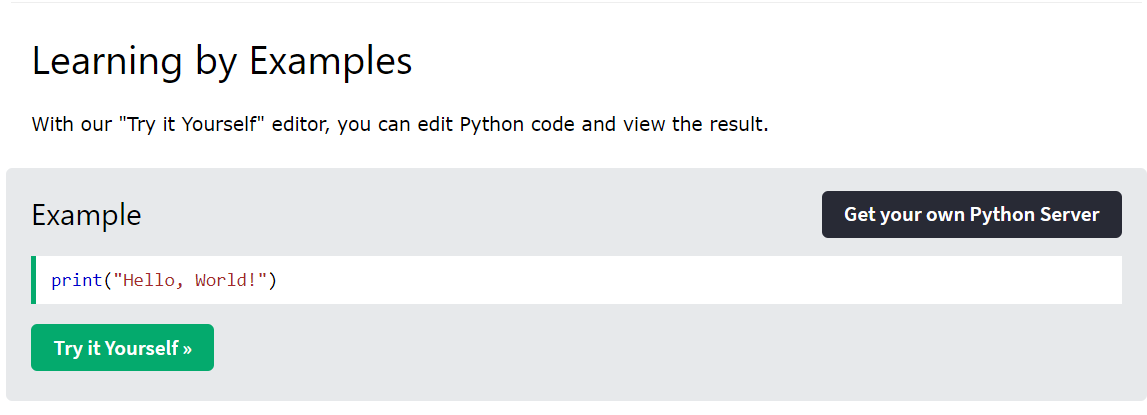 Learning by Examples
With our "Try it Yourself" editor, you can edit Python code and view the result.
Example
Get your own Python Server
print("Hello, World!")
Try it Yourself »